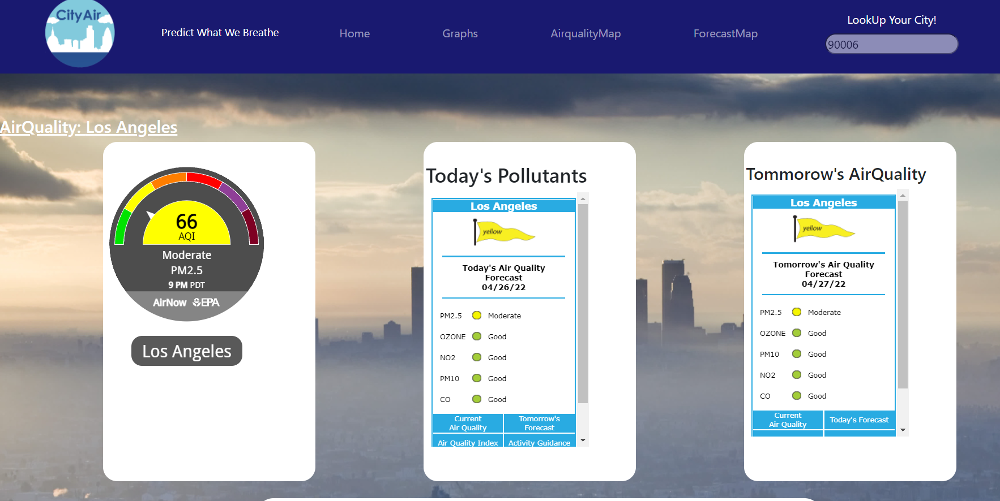 CityAir
Predict What We Breathe
Home
Graphs
AirqualityMap
ForecastMap
LookUp Your City!
90006
AirQuality: Los Angeles
66
AQI
Moderate
PM2.5
9 PM PDT
AirNow EPA
Los Angeles
Today's Pollutants
Los Angeles
yellow
Today's Air Quality
Forecast
04/26/22
PM2.5 Moderate
OZONE Good
NO2 Good
PM10 Good
CO Good
Current
Air Quality
Tomorrow's
Forecast
Air Quality Index
Activity Guidance
Tommorow's AirQuality
Los Angeles
yellow
Tomorrow's Air Quality
Forecast
04/27/22
PM2.5 Moderate
OZONE Good
PM10 Good
NO2 Good
CO Good
Current
Air Quality
Today's Forecast